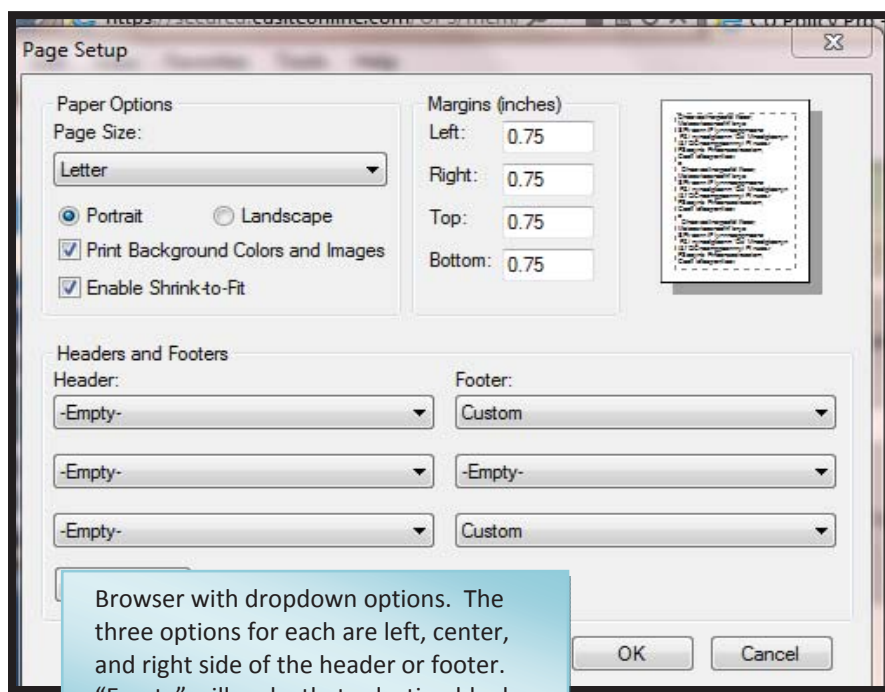 CU Policy Pro
Page Setup
Paper Options
Page Size:
Letter
Portrait Landscape
Print Background Colors and Images
Enable Shrink-to-Fit
Margins (inches)
Left: 0.75
Right: 0.75
Top: 0.75
Bottom: 0.75
Headers and Footers
Header: Footer:
-Empty- Custom
-Empty- -Empty-
-Empty- Custom
Browser with dropdown options. The
three options for each are left, center,
and right side of the header or footer.
OK Cancel